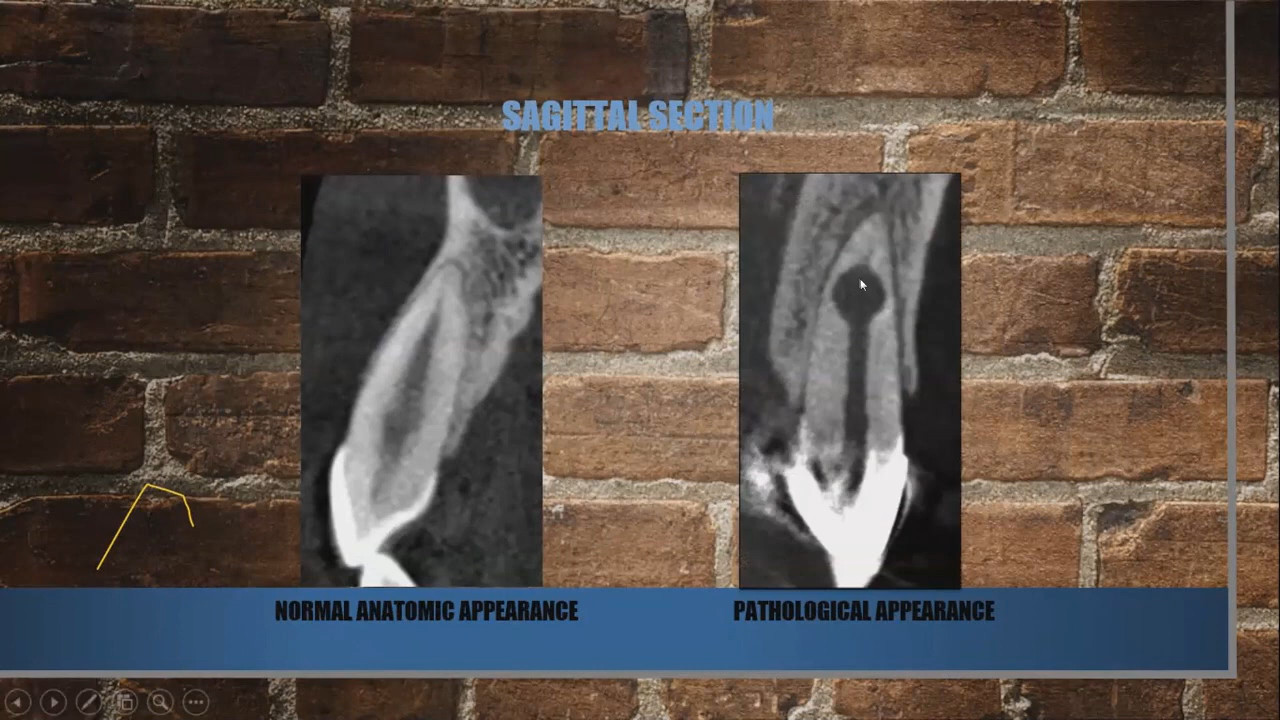 SAGITTAL SECTION
NORMAL ANATOMIC APPEARANCE
PATHOLOGICAL APPEARANCE